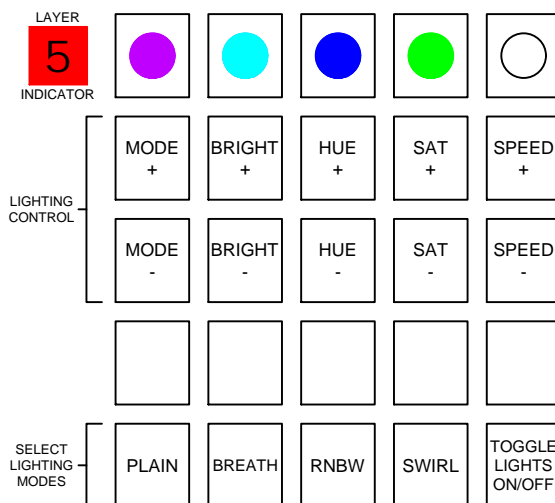 LAYER
5
INDICATOR
MODE
+
BRIGHT
+
HUE
+
SAT
+
SPEED
+
LIGHTING
CONTROL
MODE
-
BRIGHT
-
HUE
-
SAT
-
SPEED
-
SELECT
LIGHTING
MODES
PLAIN
BREATH
RNBW
SWIRL
TOGGLE
LIGHTS
ON/OFF